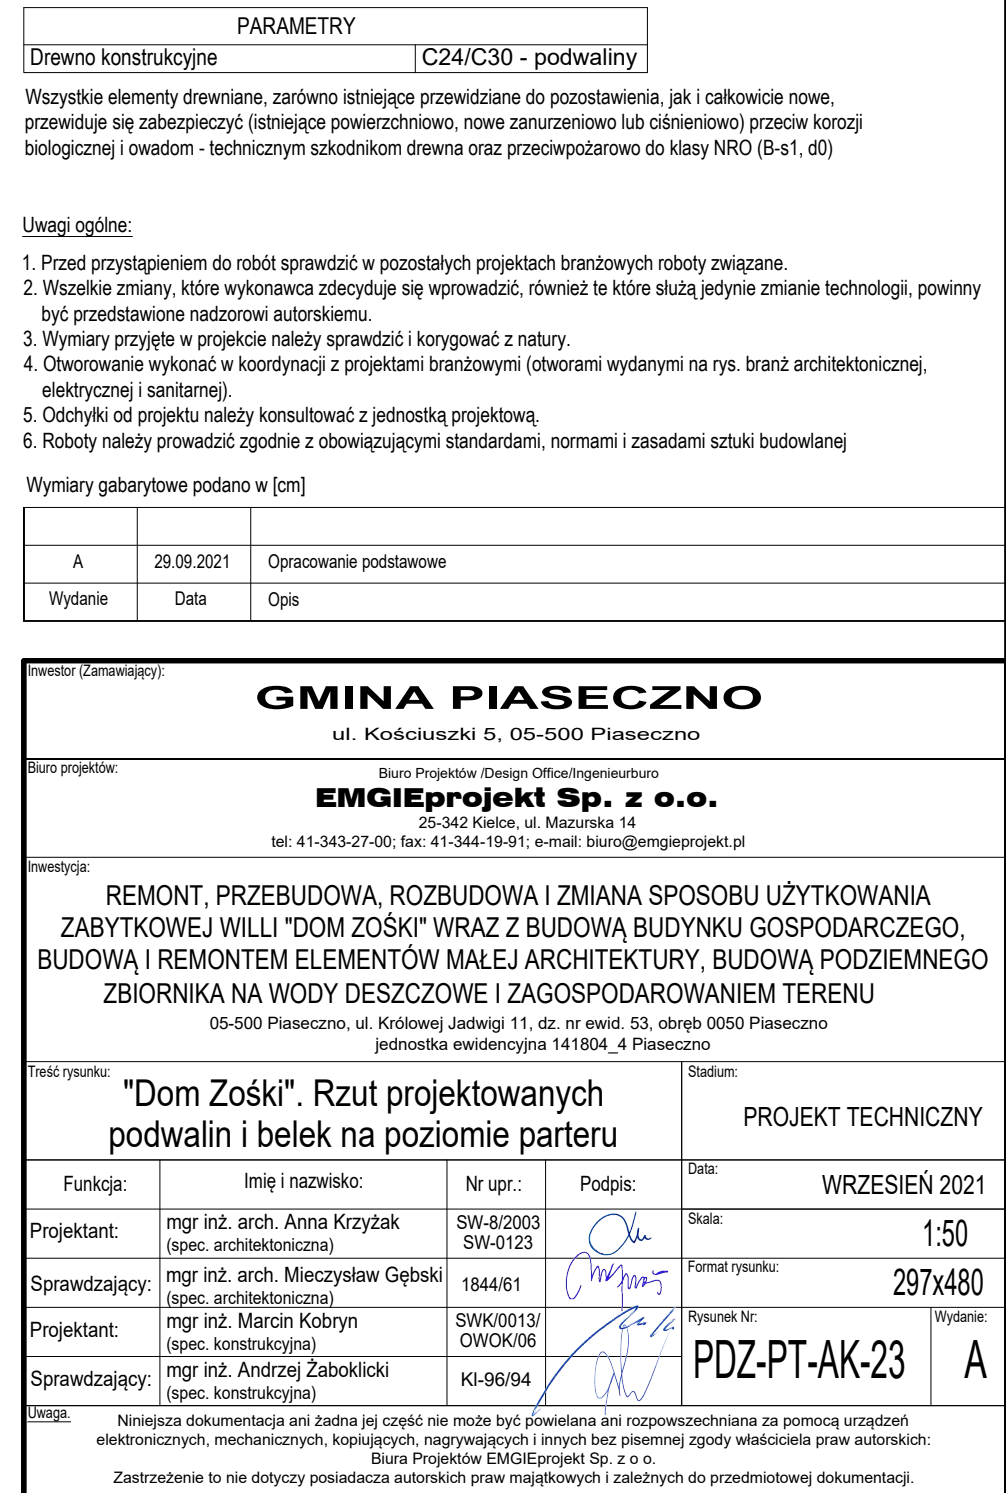 PARAMETRY
Drewno konstrukcyjne C24/C30 - podwaliny
Wszystkie elementy drewniane, zarówno istniejące przewidziane do pozostawienia, jak i całkowicie nowe,
przewiduje się zabezpieczyć (istniejące powierzchniowo, nowe zanurzeniowo lub ciśnieniowo) przeciw korozji
biologicznej i owadom - technicznym szkodnikom drewna oraz przeciwpożarowo do klasy NRO (B-s1, d0)
Uwagi ogólne:
1. Przed przystąpieniem do robót sprawdzić w pozostałych projektach branżowych roboty związane.
2. Wszelkie zmiany, które wykonawca zdecyduje się wprowadzić, również te które służą jedynie zmianie technologii, powinny
być przedstawione nadzorowi autorskiemu.
3. Wymiary przyjęte w projekcie należy sprawdzić i korygować z natury.
4. Otworowanie wykonać w koordynacji z projektami branżowymi (otworami wydanymi na rys. branż architektonicznej,
elektrycznej i sanitarnej).
5. Odchyłki od projektu należy konsultować z jednostką projektową.
6. Roboty należy prowadzić zgodnie z obowiązującymi standardami, normami i zasadami sztuki budowlanej
Wymiary gabarytowe podano w [cm]
A 29.09.2021 Opracowanie podstawowe
Wydanie Data Opis
Inwestor (Zamawiający):
GMINA PIASECZNO
ul. Kościuszki 5, 05-500 Piaseczno
Biuro projektów:
Biuro Projektów /Design Office/Ingenieurburo
EMGIEprojekt Sp. z o.o.
25-342 Kielce, ul. Mazurska 14
tel: 41-343-27-00; fax: 41-344-19-91; e-mail: biuro@emgieprojekt.pl
Inwestycja:
REMONT, PRZEBUDOWA, ROZBUDOWA I ZMIANA SPOSOBU UŻYTKOWANIA
ZABYTKOWEJ WILLI "DOM ZOŚKI" WRAZ Z BUDOWĄ BUDYNKU GOSPODARCZEGO,
BUDOWĄ I REMONTEM ELEMENTÓW MAŁEJ ARCHITEKTURY, BUDOWĄ PODZIEMNEGO
ZBIORNIKA NA WODY DESZCZOWE I ZAGOSPODAROWANIEM TERENU
05-500 Piaseczno, ul. Królowej Jadwigi 11, dz. nr ewid. 53, obręb 0050 Piaseczno
jednostka ewidencyjna 141804_4 Piaseczno
Treść rysunku:
"Dom Zośki". Rzut projektowanych
podwalin i belek na poziomie parteru
Stadium:
PROJEKT TECHNICZNY
Funkcja: Imię i nazwisko: Nr upr.: Podpis:
Data:
WRZESIEŃ 2021
Projektant: mgr inż. arch. Anna Krzyżak
(spec. architektoniczna)
SW-8/2003
SW-0123
Skala:
1:50
Sprawdzający: mgr inż. arch. Mieczysław Gębski
(spec. architektoniczna)
1844/61
Format rysunku:
297x480
Projektant: mgr inż. Marcin Kobryn
(spec. konstrukcyjna)
SWK/0013/
OWOK/06
Rysunek Nr:
PDZ-PT-AK-23
Wydanie:
A
Sprawdzający: mgr inż. Andrzej Żaboklicki
(spec. konstrukcyjna)
KI-96/94
Uwaga.
Niniejsza dokumentacja ani żadna jej część nie może być powielana ani rozpowszechniana za pomocą urządzeń
elektronicznych, mechanicznych, kopiujących, nagrywających i innych bez pisemnej zgody właściciela praw autorskich:
Biura Projektów EMGIEprojekt Sp. z o o.
Zastrzeżenie to nie dotyczy posiadacza autorskich praw majątkowych i zależnych do przedmiotowej dokumentacji.